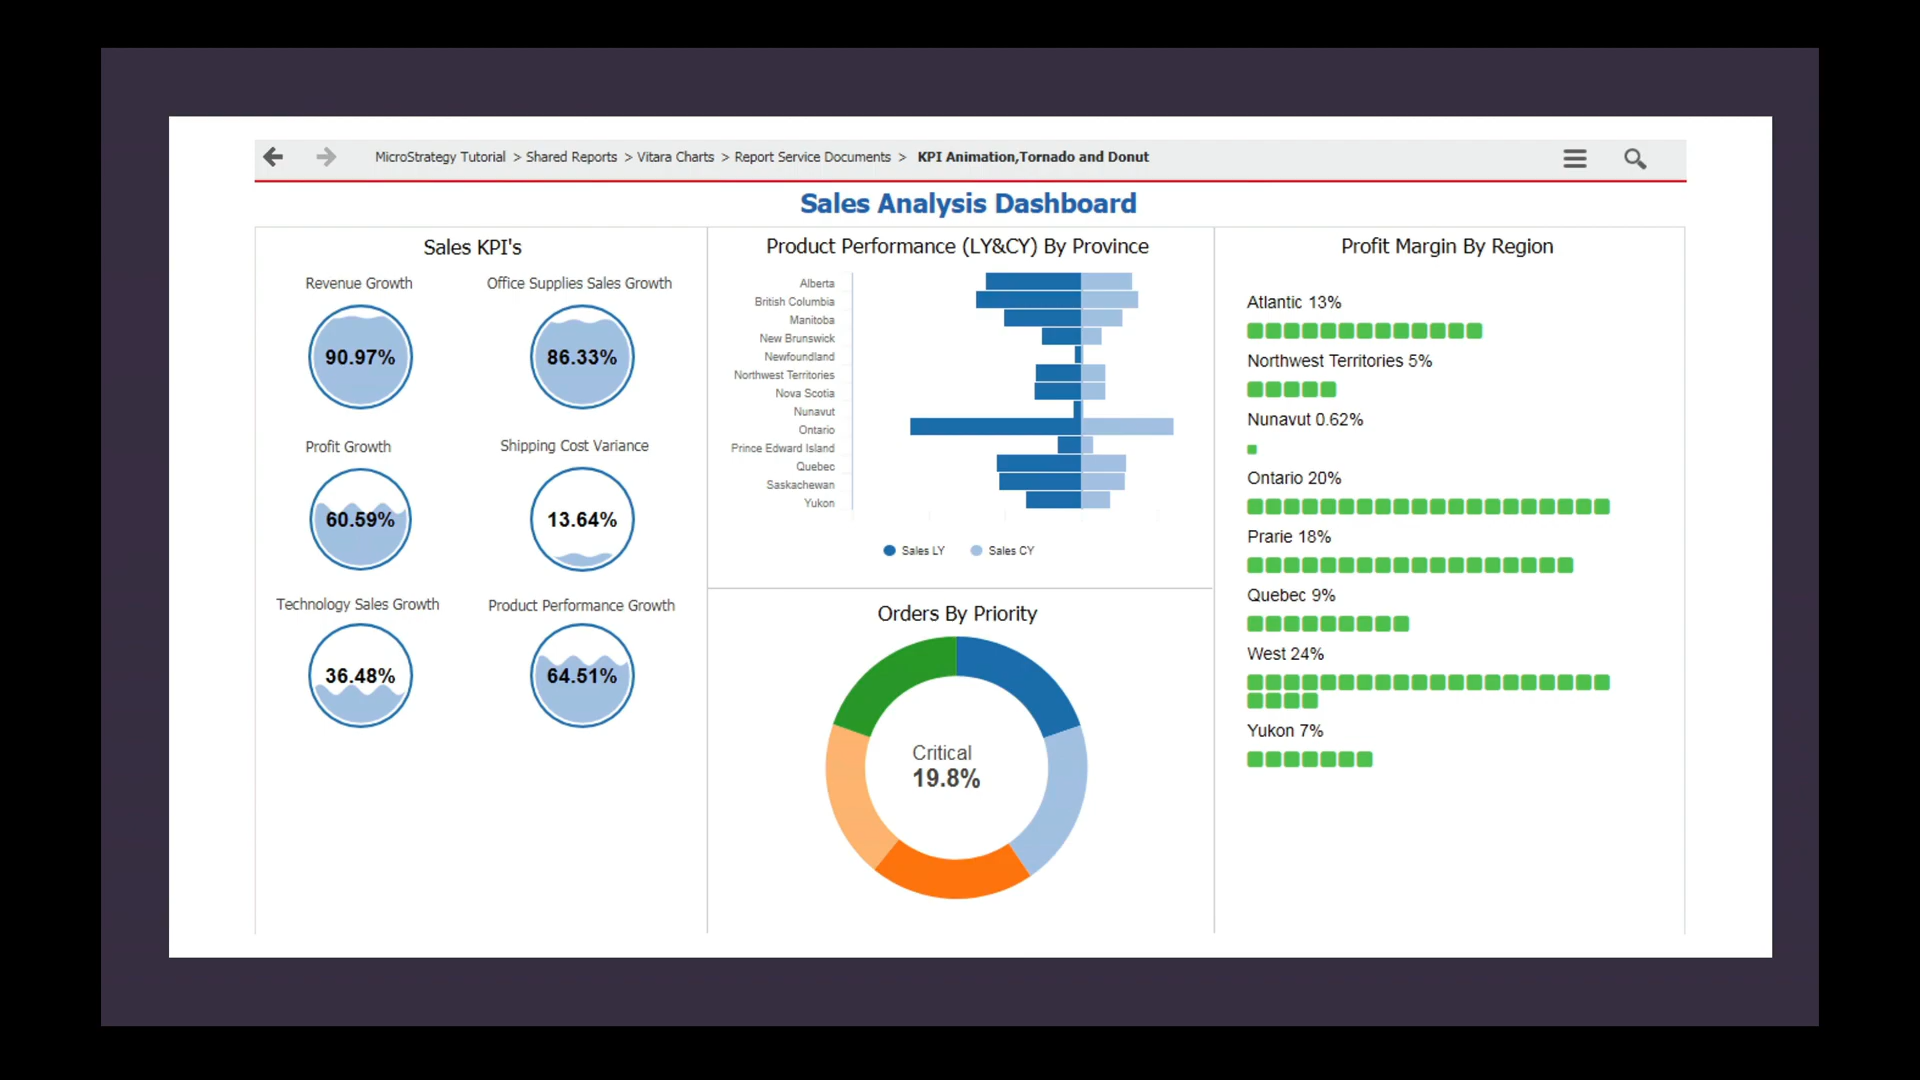 MicroStrategy Tutorial > Shared Reports > Vitara Charts > Report Service Documents > KPI Animation,Tornado and Donut
Sales Analysis Dashboard
Sales KPI's
Revenue Growth
Office Supplies Sales Growth
90.97%
86.33%
Profit Growth
Shipping Cost Variance
60.59%
13.64%
Technology Sales Growth
Product Performance Growth
36.48%
64.51%
Product Performance (LY&CY) By Province
Alberta
British Columbia
Manitoba
New Brunswick
Newfoundland
Northwest Territories
Nova Scotia
Nunavut
Ontario
Prince Edward Island
Quebec
Saskachewan
Yukon
Sales LY
Sales CY
Orders By Priority
Critical
19.8%
Profit Margin By Region
Atlantic 13%
Northwest Territories 5%
Nunavut 0.62%
Ontario 20%
Prarie 18%
Quebec 9%
West 24%
Yukon 7%